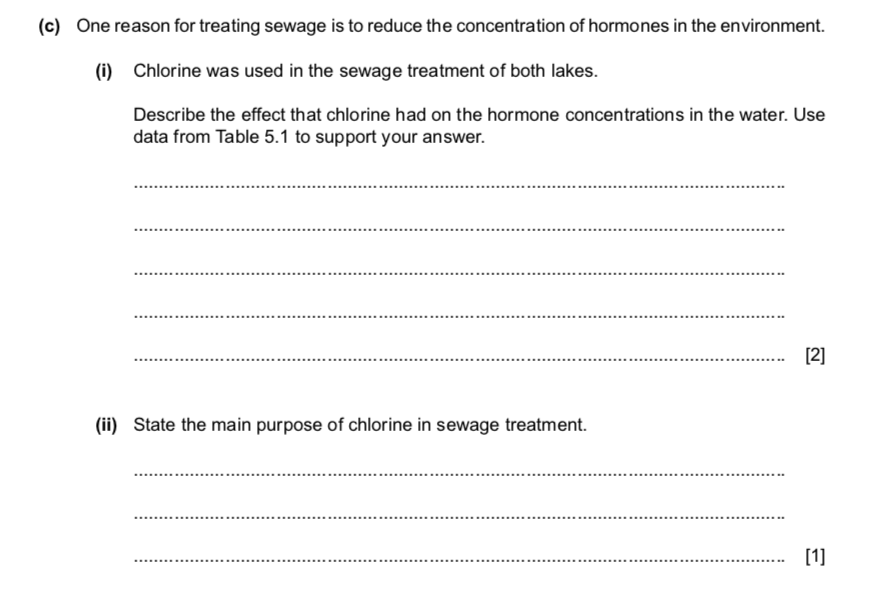 (c) One reason for treating sewage is to reduce the concentration of hormones in the environment.
(i) Chlorine was used in the sewage treatment of both lakes.
Describe the effect that chlorine had on the hormone concentrations in the water. Use
data from Table 5.1 to support your answer.
[2]
(ii) State the main purpose of chlorine in sewage treatment.
[1]